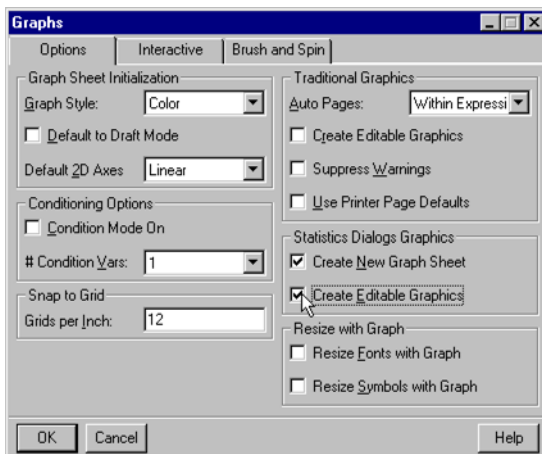 Graphs
Options
Interactive
Brush and Spin
Graph Sheet Initialization
Graph Style:
Color
Default to Draft Mode
Default 2D Axes
Linear
Conditioning Options
Condition Mode On
# Condition Vars:
1
Snap to Grid
Grids per Inch:
12
Traditional Graphics
Auto Pages:
Within Expressi
Create Editable Graphics
Suppress Warnings
Use Printer Page Defaults
Statistics Dialogs Graphics
Create New Graph Sheet
Create Editable Graphics
Resize with Graph
Resize Fonts with Graph
Resize Symbols with Graph
OK
Cancel
Help